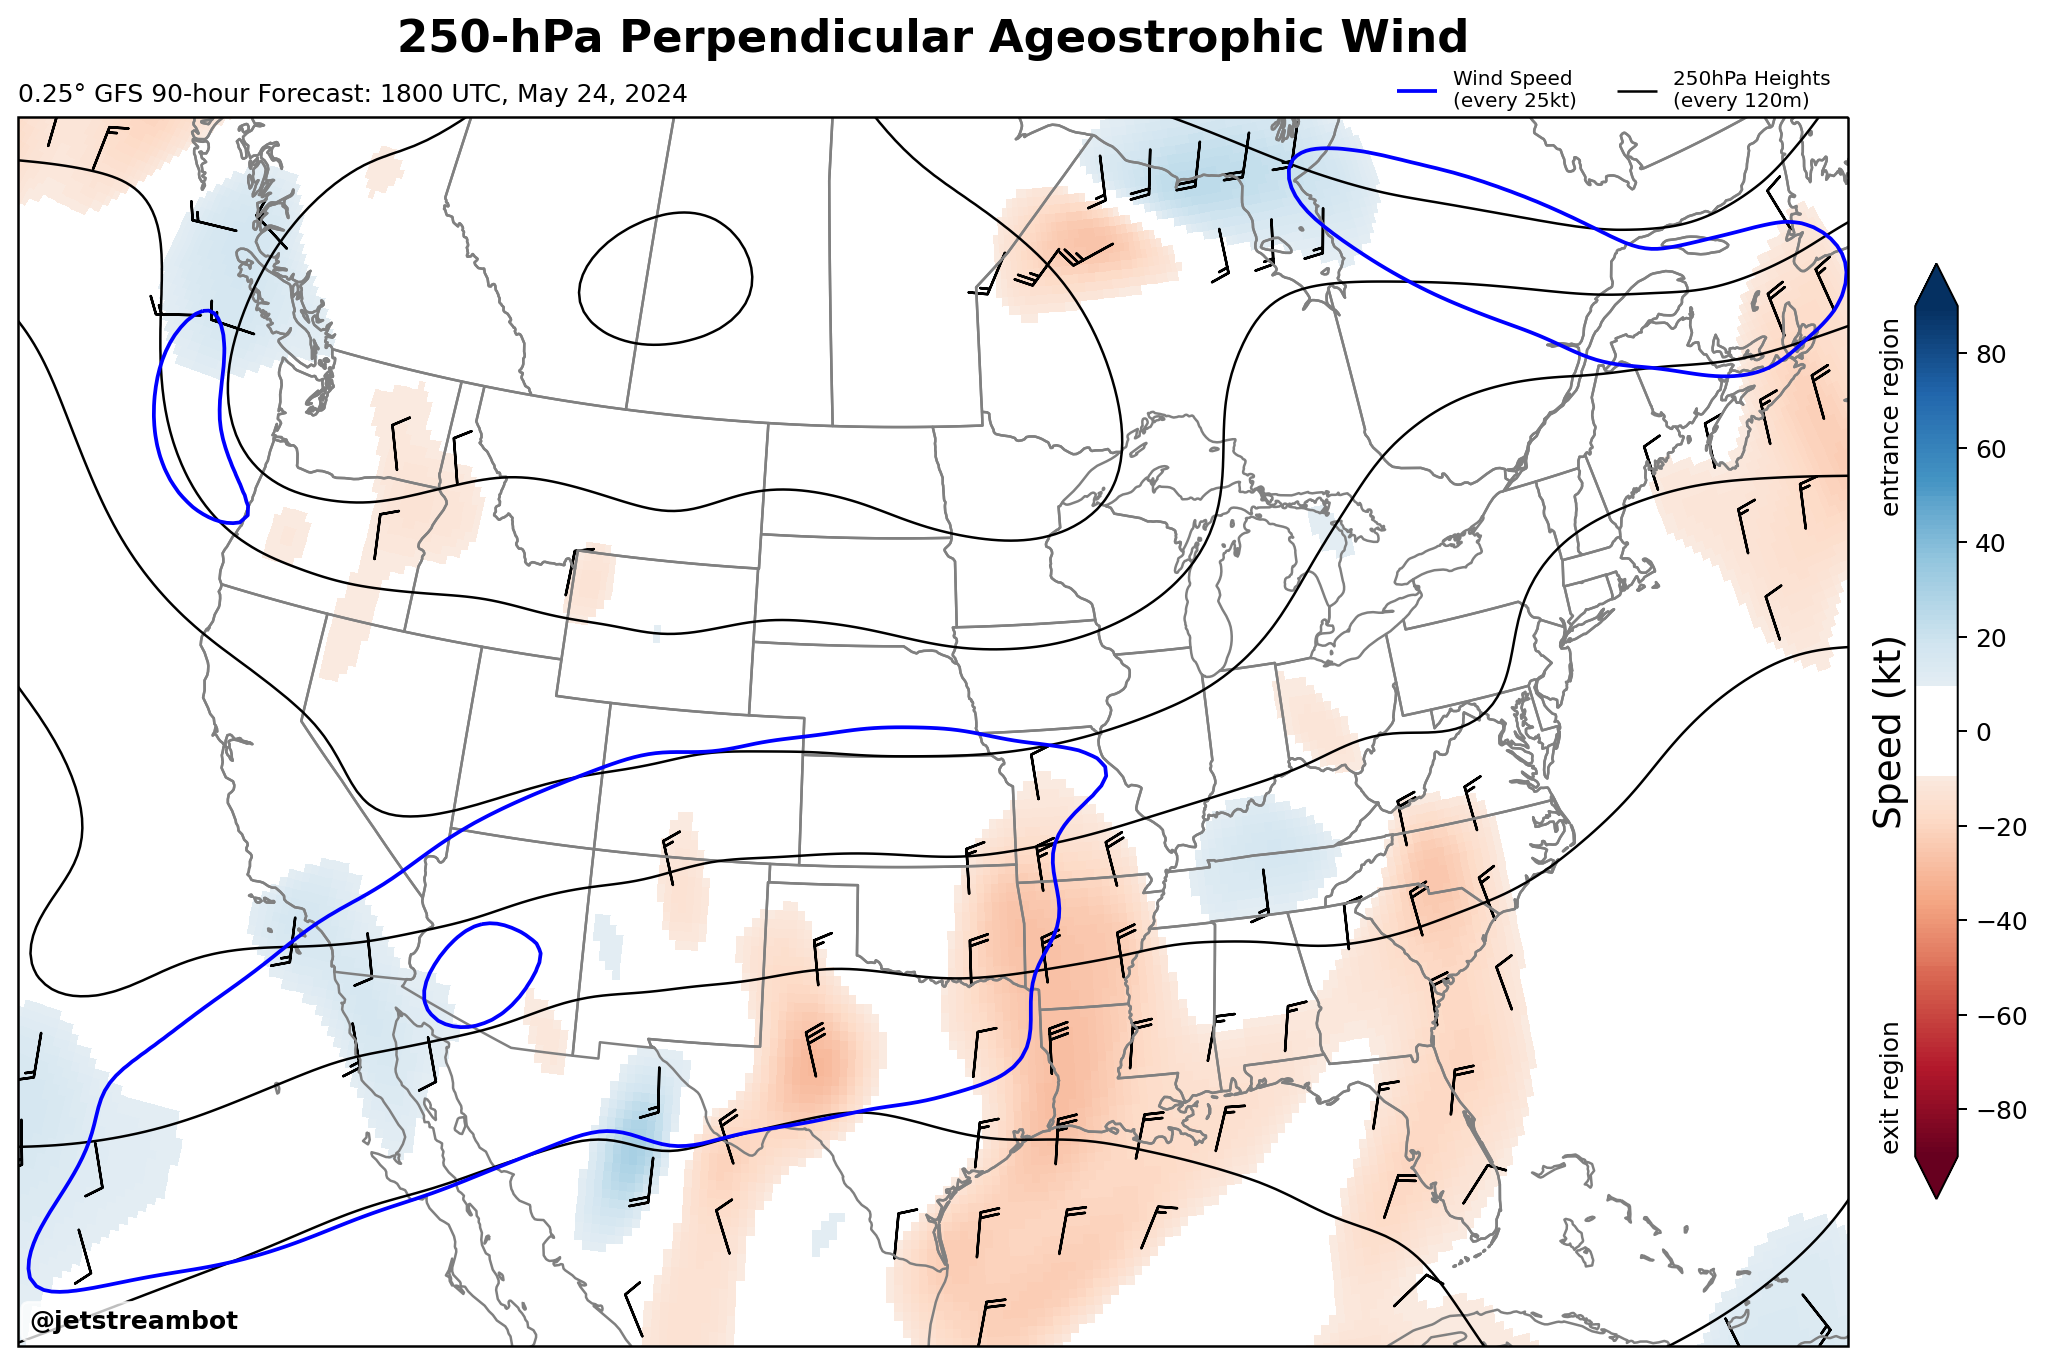 250-hPa Perpendicular Ageostrophic Wind
0.25° GFS 90-hour Forecast: 1800 UTC, May 24, 2024
Wind Speed
(every 25kt)
250hPa Heights
(every 120m)
entrance region
Speed (kt)
exit region
80
60
40
20
0
−20
−40
−60
−80
@jetstreambot